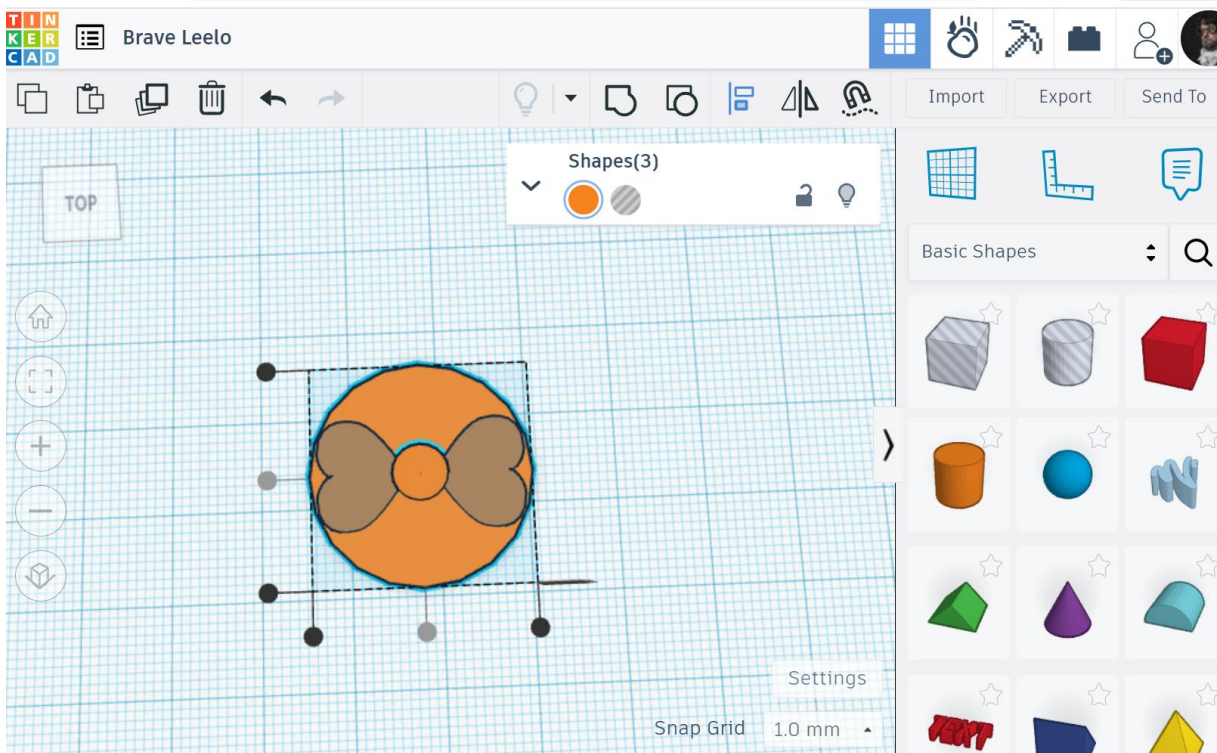 TIN
KER
CAD
Brave Leelo
Import
Export
Send To
Shapes(3)
TOP
Basic Shapes
TEXT
Settings
Snap Grid
1.0 mm